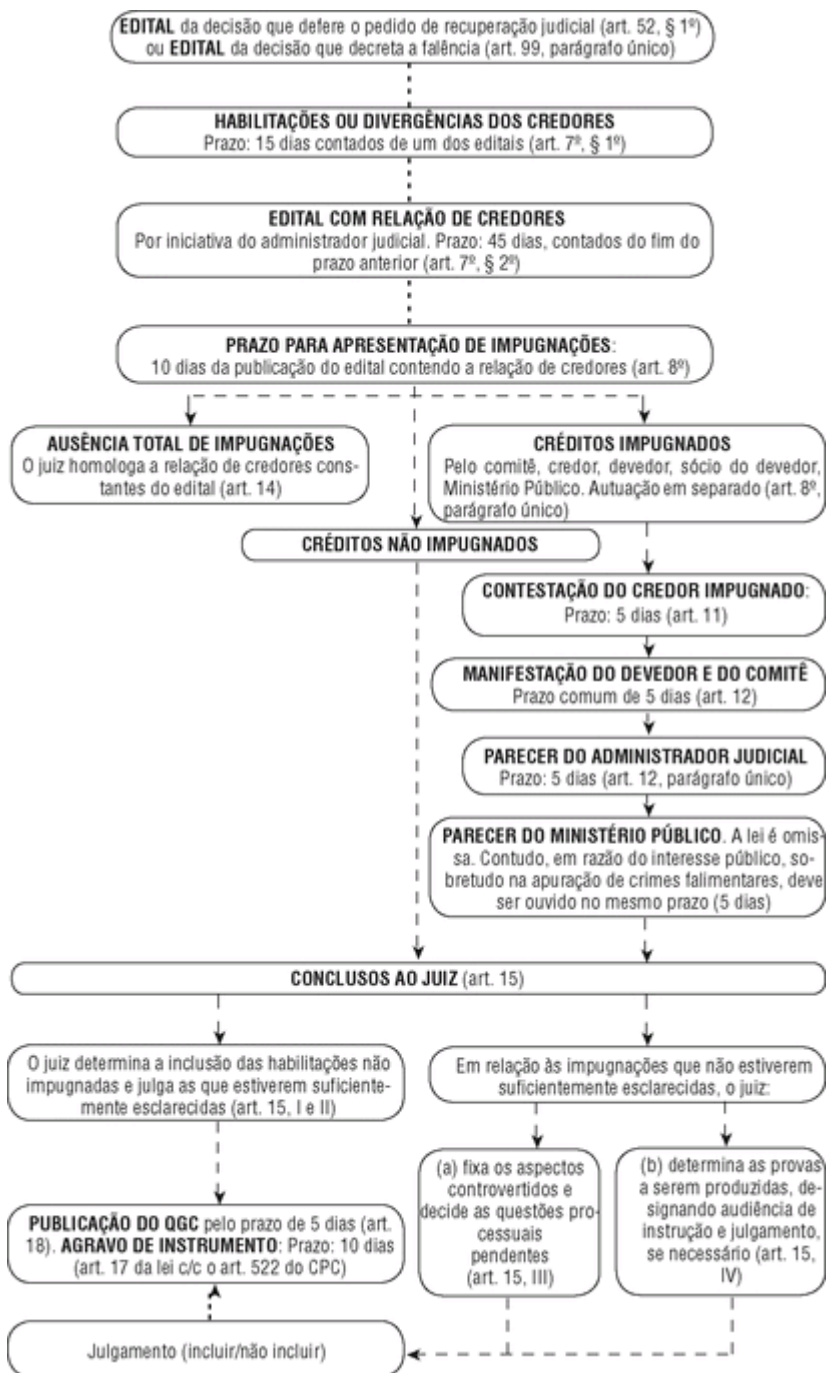 EDITAL da decisão que defere o pedido de recuperação judicial (art. 52, § 1º)
ou EDITAL da decisão que decreta a falência (art. 99, parágrafo único)
HABILITAÇÕES OU DIVERGÊNCIAS DOS CREDORES
Prazo: 15 dias contados de um dos editais (art. 7º, § 1º)
EDITAL COM RELAÇÃO DE CREDORES
Por iniciativa do administrador judicial. Prazo: 45 dias, contados do fim do
prazo anterior (art. 7º, § 2º)
PRAZO PARA APRESENTAÇÃO DE IMPUGNAÇÕES:
10 dias da publicação do edital contendo a relação de credores (art. 8º)
AUSÊNCIA TOTAL DE IMPUGNAÇÕES
O juiz homologa a relação de credores cons-
tantes do edital (art. 14)
CRÉDITOS IMPUGNADOS
Pelo comitê, credor, devedor, sócio do devedor,
Ministério Público. Autuação em separado (art. 8º,
parágrafo único)
CRÉDITOS NÃO IMPUGNADOS
CONTESTAÇÃO DO CREDOR IMPUGNADO:
Prazo: 5 dias (art. 11)
MANIFESTAÇÃO DO DEVEDOR E DO COMITÊ
Prazo comum de 5 dias (art. 12)
PARECER DO ADMINISTRADOR JUDICIAL
Prazo: 5 dias (art. 12, parágrafo único)
PARECER DO MINISTÉRIO PÚBLICO. A lei é omis-
sa. Contudo, em razão do interesse público, so-
bretudo na apuração de crimes falimentares, deve
ser ouvido no mesmo prazo (5 dias)
CONCLUSOS AO JUIZ (art. 15)
O juiz determina a inclusão das habilitações não
impugnadas e julga as que estiverem suficiente-
mente esclarecidas (art. 15, I e II)
Em relação às impugnações que não estiverem
suficientemente esclarecidas, o juiz:
(a) fixa os aspectos
controvertidos e
decide as questões pro-
cessuais
pendentes
(art. 15, III)
(b) determina as provas
a serem produzidas, de-
signando audiência de
instrução e julgamento,
se necessário (art. 15,
IV)
PUBLICAÇÃO DO QGC pelo prazo de 5 dias (art.
18). AGRAVO DE INSTRUMENTO: Prazo: 10 dias
(art. 17 da lei c/c o art. 522 do CPC)
Julgamento (incluir/não incluir)